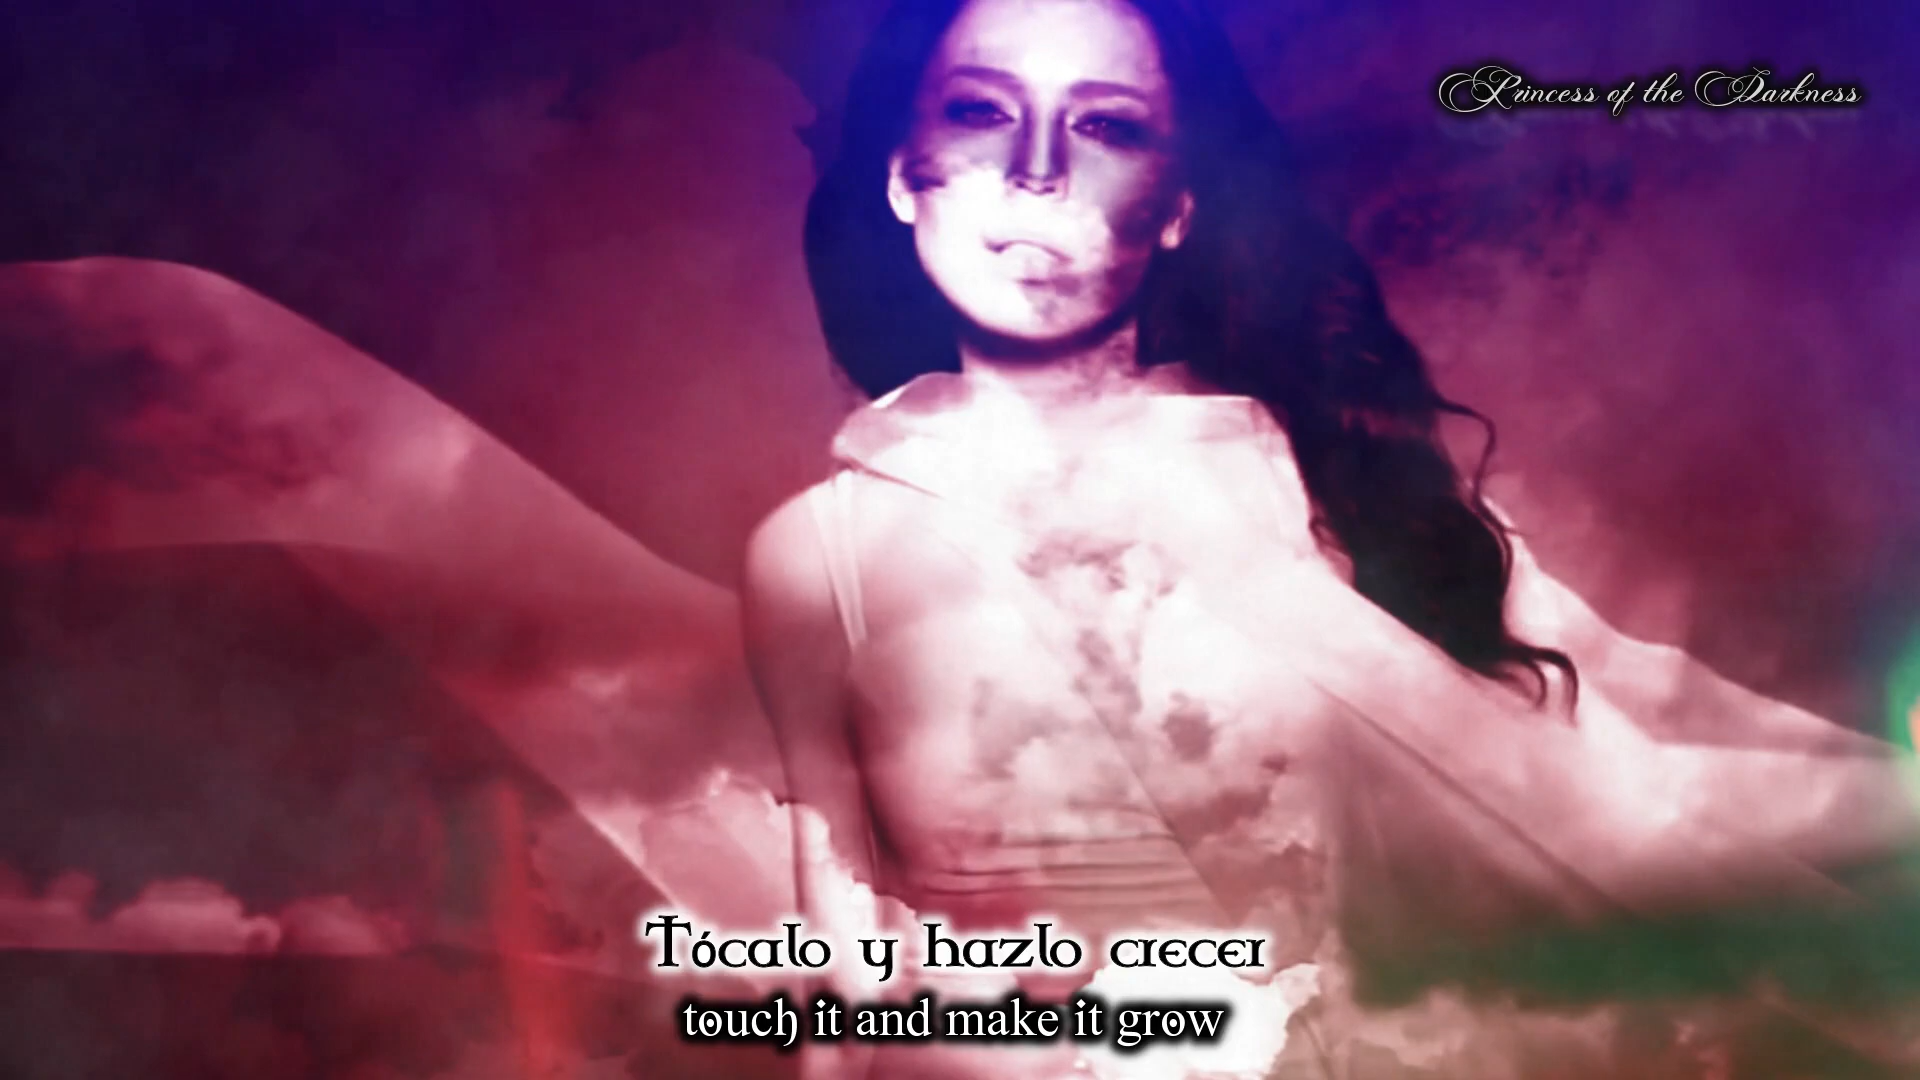 Princess of the Darkness
Tócalo y hazlo crecer
touch it and make it grow